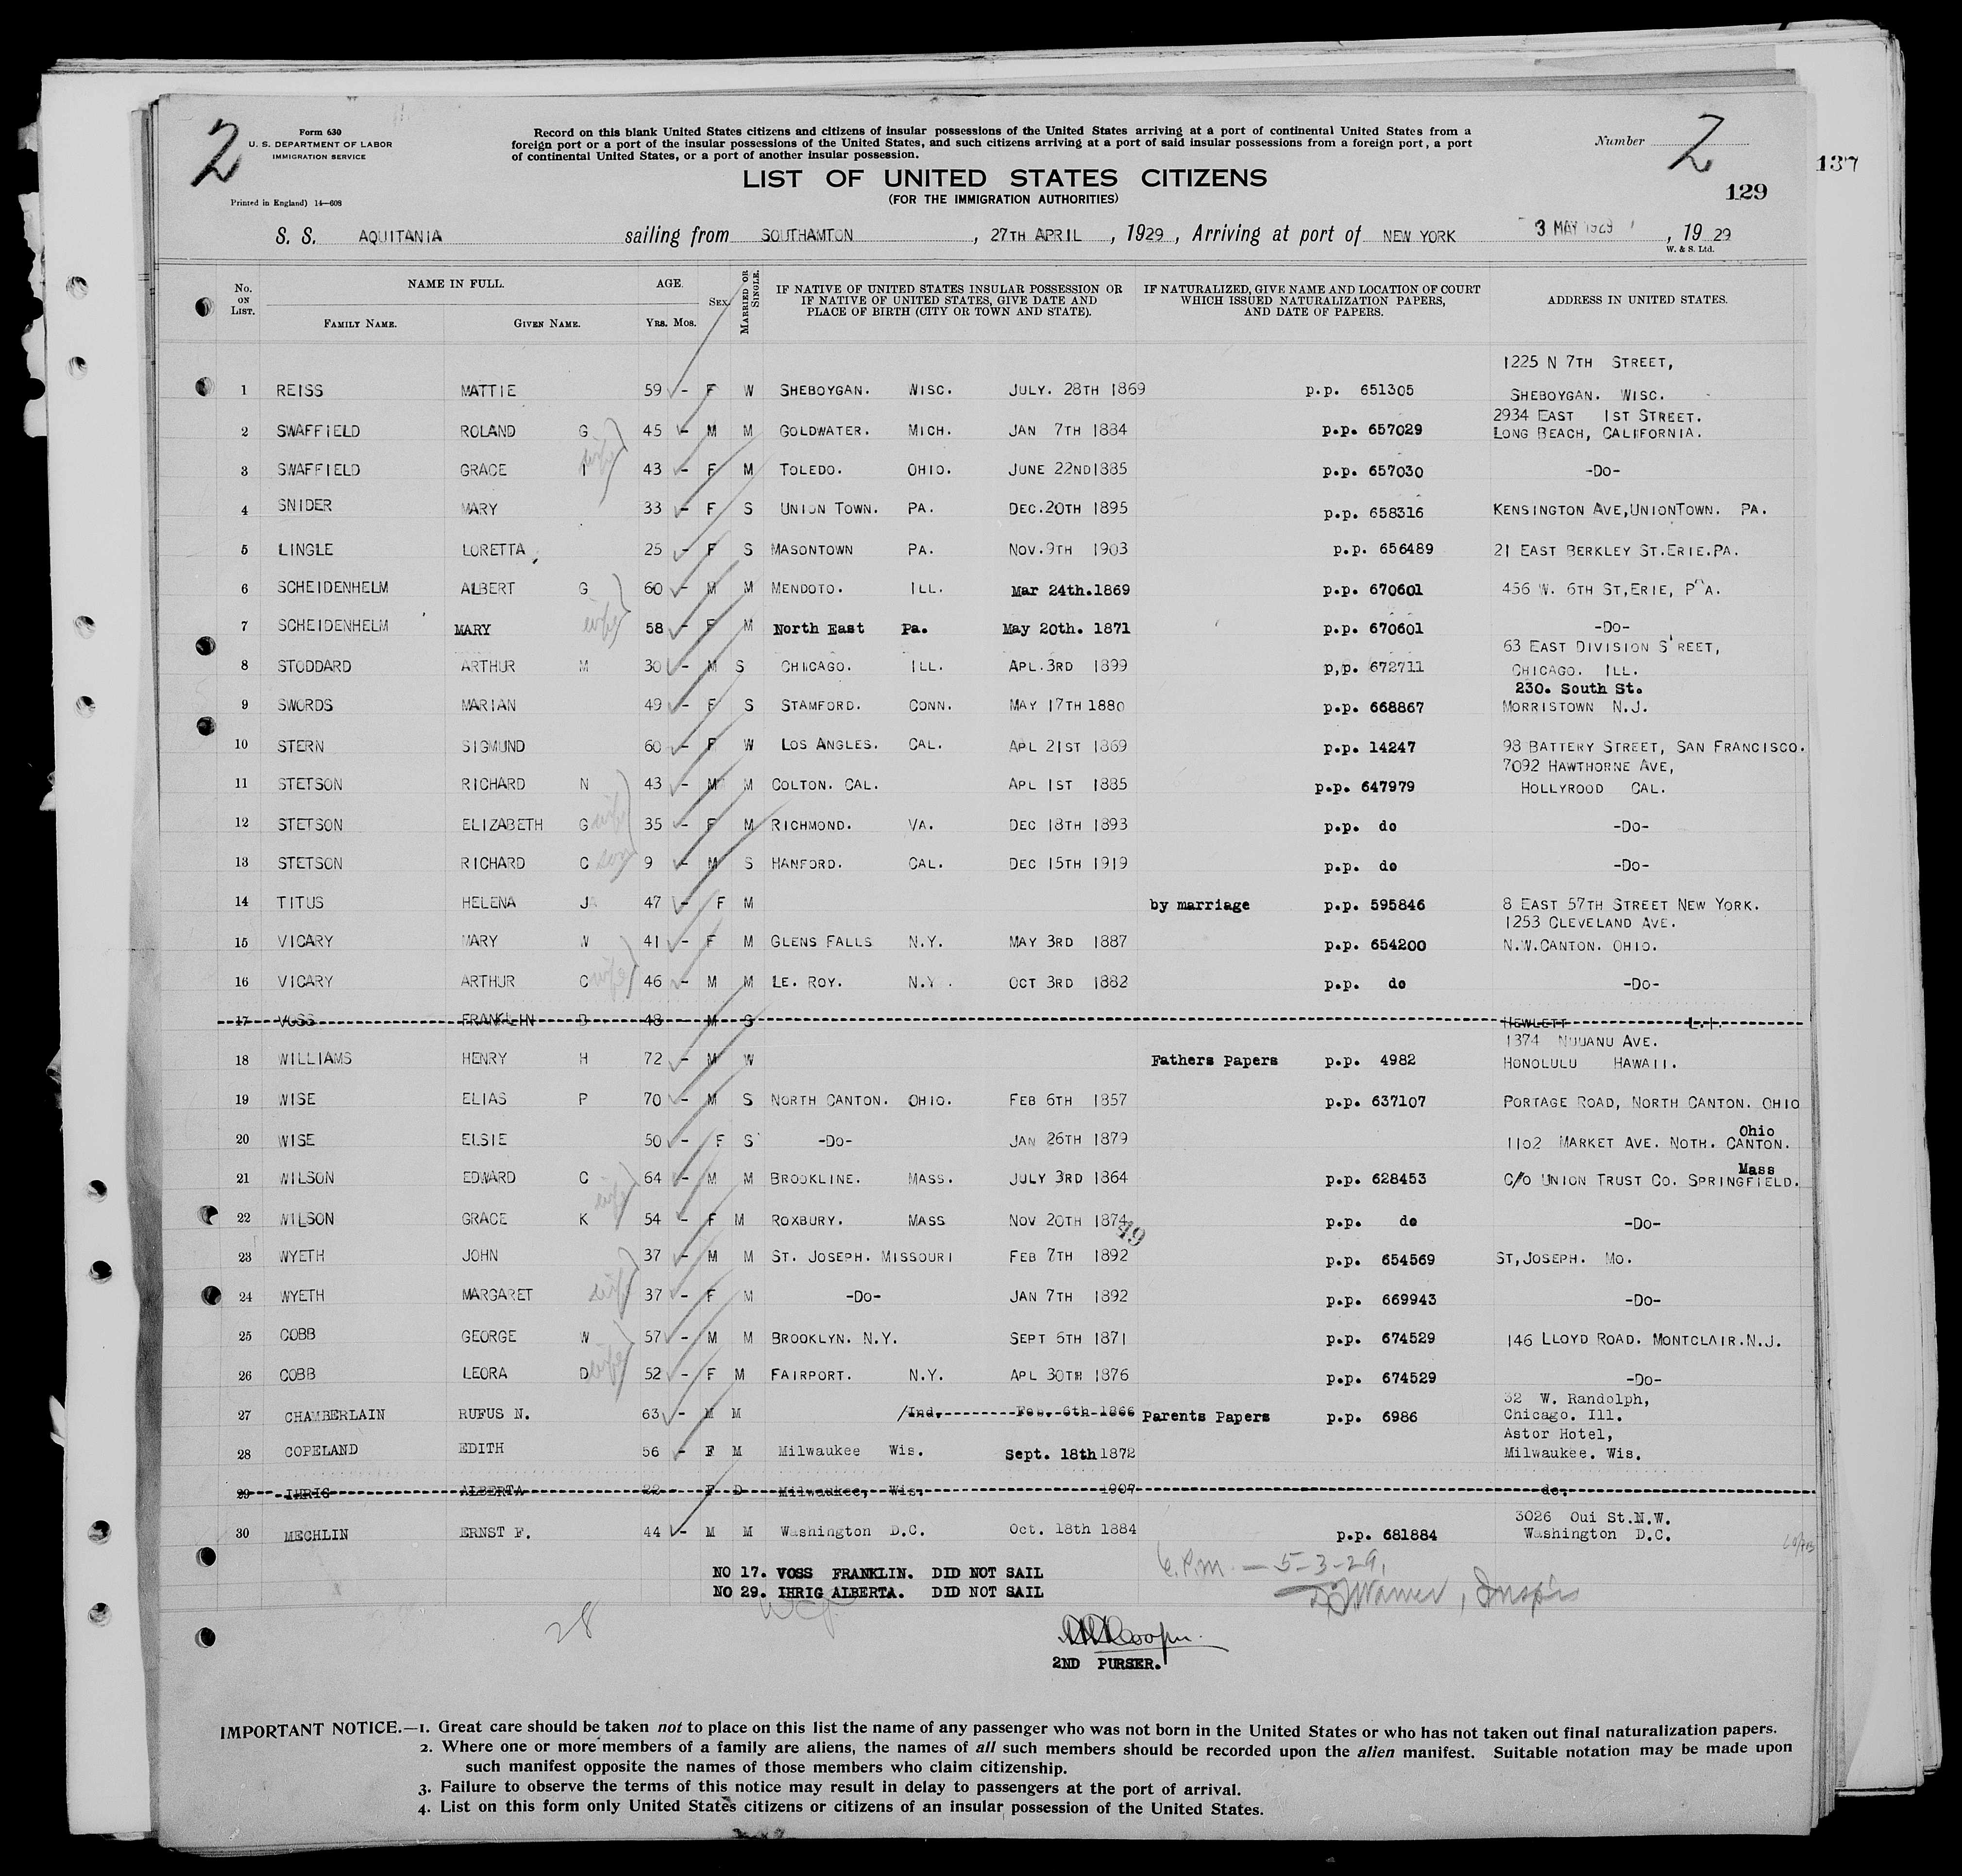 2
Form 630
U. S. DEPARTMENT OF LABOR
IMMIGRATION SERVICE
Printed in England) 14—608
Record on this blank United States citizens and citizens of insular possessions of the United States arriving at a port of continental United States from a
foreign port or a port of the insular possessions of the United States, and such citizens arriving at a port of said insular possessions from a foreign port, a port
of continental United States, or a port of another insular possession.
Number 2
137
129
LIST OF UNITED STATES CITIZENS
(FOR THE IMMIGRATION AUTHORITIES)
S. S. AQUITANIA sailing from SOUTHAMTON, 27TH APRIL, 1929, Arriving at port of NEW YORK 3 MAY 1929, 19 29
W. & S. Ltd.
No. ON LIST. NAME IN FULL. FAMILY NAME. GIVEN NAME. AGE. YRS. MOS. SEX MARRIED OR SINGLE. IF NATIVE OF UNITED STATES INSULAR POSSESSION OR IF NATIVE OF UNITED STATES, GIVE DATE AND PLACE OF BIRTH (CITY OR TOWN AND STATE). IF NATURALIZED, GIVE NAME AND LOCATION OF COURT WHICH ISSUED NATURALIZATION PAPERS, AND DATE OF PAPERS. ADDRESS IN UNITED STATES.
1225 N 7TH STREET,
1 REISS MATTIE 59 - F W SHEBOYGAN. WISC. JULY. 28TH 1869 p.p. 651305 SHEBOYGAN. WISC.
2934 EAST 1ST STREET.
2 SWAFFIELD ROLAND G 45 - M M GOLDWATER. MICH. JAN 7TH 1884 p.p. 657029 LONG BEACH, CALIFORNIA.
wife
3 SWAFFIELD GRACE I 43 - F M TOLEDO. OHIO. JUNE 22ND 1885 p.p. 657030 -DO-
4 SNIDER MARY 33 - F S UNION TOWN. PA. DEC.20TH 1895 p.p. 658316 KENSINGTON AVE,UNIONTOWN. PA.
5 LINGLE LORETTA, 25 - F S MASONTOWN PA. NOV.9TH 1903 p.p. 656489 21 EAST BERKLEY ST.ERIE.PA.
6 SCHEIDENHELM ALBERT G 60 - M M MENDOTO. ILL. Mar 24th.1869 p.p. 670601 456 W. 6TH ST,ERIE, P A.
7 SCHEIDENHELM MARY wife 58 - F M North East Pa. May 20th. 1871 p.p. 670601 -DO-
63 EAST DIVISION S'REET,
8 STODDARD ARTHUR M 30 - M S CHICAGO. ILL. APL.3RD 1899 p,p. 672711 CHICAGO. ILL.
230. South St.
9 SWORDS MARIAN 49 - F S STAMFORD. CONN. MAY 17TH 1880 p.p. 668867 MORRISTOWN N.J.
10 STERN SIGMUND 60 - F W LOS ANGLES. CAL. APL 21ST 1869 p.p. 14247 98 BATTERY STREET, SAN FRANCISCO.
7092 HAWTHORNE AVE,
11 STETSON RICHARD N 43 - M M COLTON. CAL. APL 1ST 1885 p.p. 647979 HOLLYROOD CAL.
12 STETSON ELIZABETH G wife 35 - F M RICHMOND. VA. DEC 18TH 1893 p.p. do -DO-
13 STETSON RICHARD C son 9 - M S HANFORD. CAL. DEC 15TH 1919 p.p. do -DO-
14 TITUS HELENA J 47 - F M by marriage p.p. 595846 8 EAST 57TH STREET NEW YORK.
1253 CLEVELAND AVE.
15 VICARY MARY W 41 - F M GLENS FALLS N.Y. MAY 3RD 1887 p.p. 654200 N.W.CANTON. OHIO.
16 VICARY ARTHUR C wife 46 - M M LE. ROY. N.Y. OCT 3RD 1882 p.p. do -DO-
17 VOSS FRANKLIN B 48 - M S HEWLETT L.I.
1374 NUUANU AVE.
18 WILLIAMS HENRY H 72 - M W Fathers Papers p.p. 4982 HONOLULU HAWAII.
19 WISE ELIAS P 70 - M S NORTH CANTON. OHIO. FEB 6TH 1857 p.p. 637107 PORTAGE ROAD, NORTH CANTON. OHIO
Ohio
20 WISE ELSIE 50 - F S -DO- JAN 26TH 1879 1102 MARKET AVE. NOTH. CANTON.
Mass
21 WILSON EDWARD C 64 - M M BROOKLINE. MASS. JULY 3RD 1864 p.p. 628453 C/O UNION TRUST CO. SPRINGFIELD.
wife
22 WILSON GRACE K 54 - F M ROXBURY. MASS NOV 20TH 1874 p.p. do -DO-
49
23 WYETH JOHN 37 - M M ST. JOSEPH. MISSOURI FEB 7TH 1892 p.p. 654569 ST,JOSEPH. MO.
24 WYETH MARGARET wife 37 - F M -DO- JAN 7TH 1892 p.p. 669943 -DO-
25 COBB GEORGE W 57 - M M BROOKLYN. N.Y. SEPT 6TH 1871 p.p. 674529 146 LLOYD ROAD. MONTCLAIR.N.J.
26 COBB LEORA D wife 52 - F M FAIRPORT. N.Y. APL 30TH 1876 p.p. 674529 -DO-
32 W. Randolph,
27 CHAMBERLAIN RUFUS N. 63 - M M /Ind. Feb. 6th 1866 Parents Papers p.p. 6986 Chicago. Ill.
Astor Hotel,
28 COPELAND EDITH 56 - F M Milwaukee Wis. Sept. 18th 1872 Milwaukee. Wis.
29 IHRIG ALBERTA 22 - F D Milwaukee, Wis. 1907 do.
3026 Oui St.N.W.
30 MECHLIN ERNST F. 44 - M M Washington D.C. Oct. 18th 1884 p.p. 681884 Washington D.C.
NO 17. VOSS FRANKLIN. DID NOT SAIL
NO 29. IHRIG ALBERTA. DID NOT SAIL
5-3-29.
28
2ND PURSER.
IMPORTANT NOTICE.—1. Great care should be taken not to place on this list the name of any passenger who was not born in the United States or who has not taken out final naturalization papers.
2. Where one or more members of a family are aliens, the names of all such members should be recorded upon the alien manifest. Suitable notation may be made upon
such manifest opposite the names of those members who claim citizenship.
3. Failure to observe the terms of this notice may result in delay to passengers at the port of arrival.
4. List on this form only United States citizens or citizens of an insular possession of the United States.